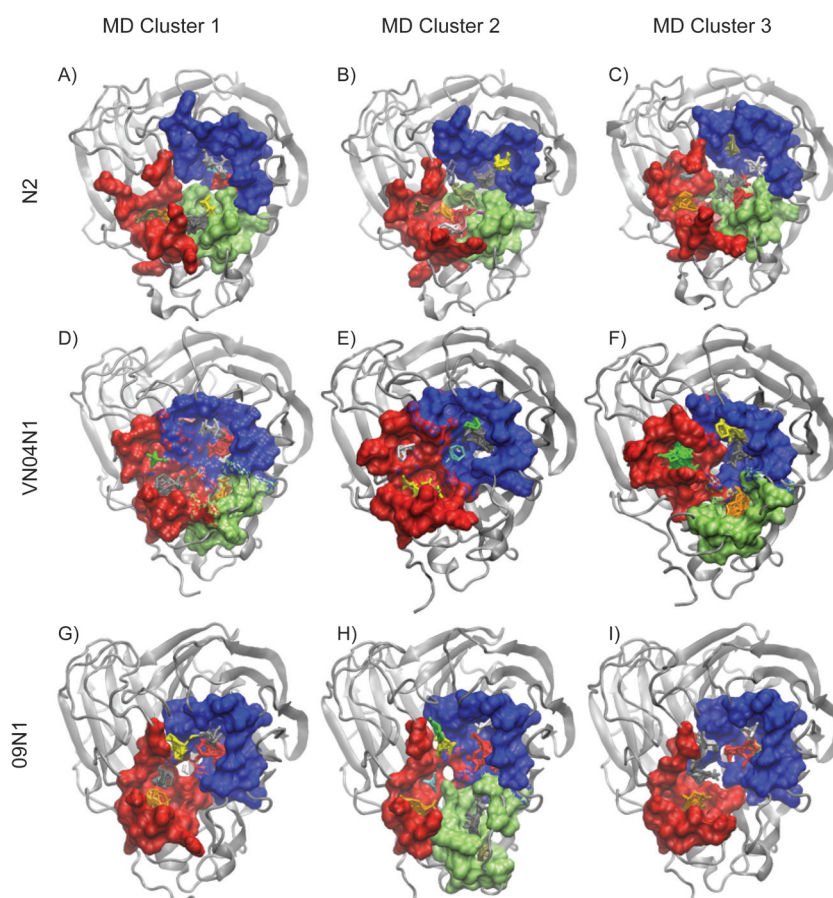 MD Cluster 1
MD Cluster 2
MD Cluster 3
N2
A)
B)
C)
VN04N1
D)
E)
F)
09N1
G)
H)
I)